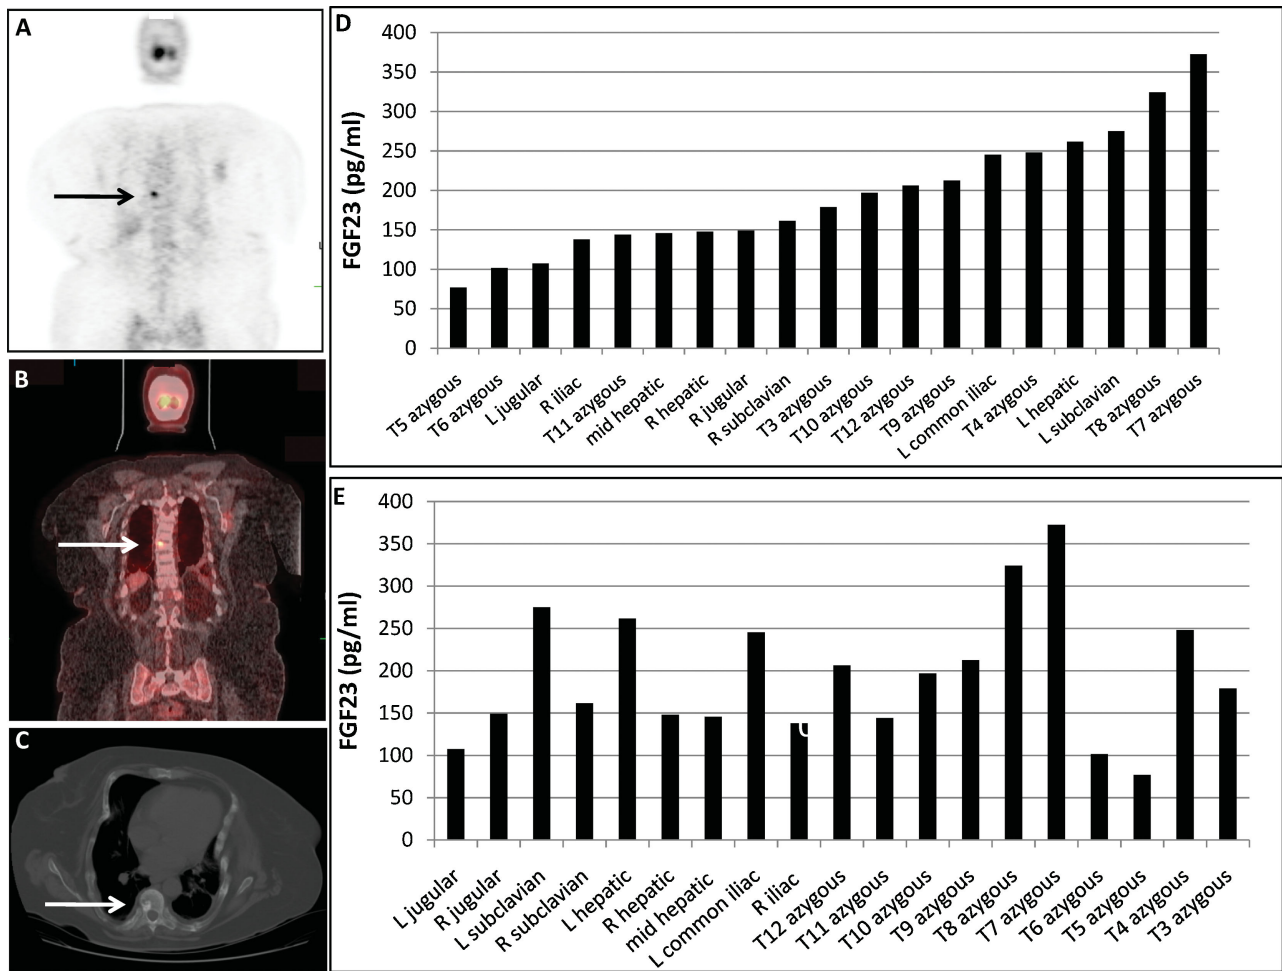 A
B
C
D
FGF23 (pg/ml)
400
350
300
250
200
150
100
50
0
T5 azygous
T6 azygous
L jugular
R iliac
T11 azygous
mid hepatic
R hepatic
R jugular
R subclavian
T3 azygous
T10 azygous
T12 azygous
T9 azygous
L common iliac
T4 azygous
L hepatic
L subclavian
T8 azygous
T7 azygous
E
FGF23 (pg/ml)
400
350
300
250
200
150
100
50
0
L jugular
R jugular
L subclavian
R subclavian
L hepatic
R hepatic
mid hepatic
L common iliac
R iliac
T12 azygous
T11 azygous
T10 azygous
T9 azygous
T8 azygous
T7 azygous
T6 azygous
T5 azygous
T4 azygous
T3 azygous